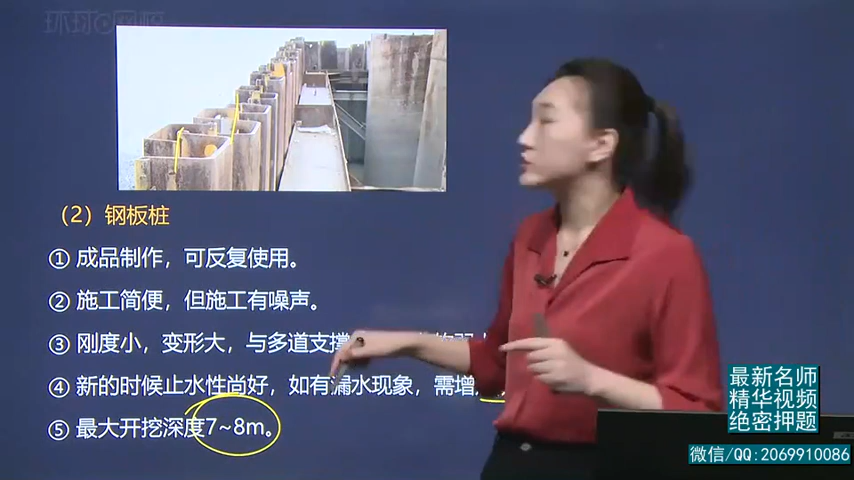 环球网校
（2）钢板桩
① 成品制作，可反复使用。
② 施工简便，但施工有噪声。
③ 刚度小，变形大，与多道支撑
④ 新的时候止水性尚好，如有漏水现象，需增
⑤ 最大开挖深度7~8m。
最新名师
精华视频
绝密押题
微信/QQ:2069910086